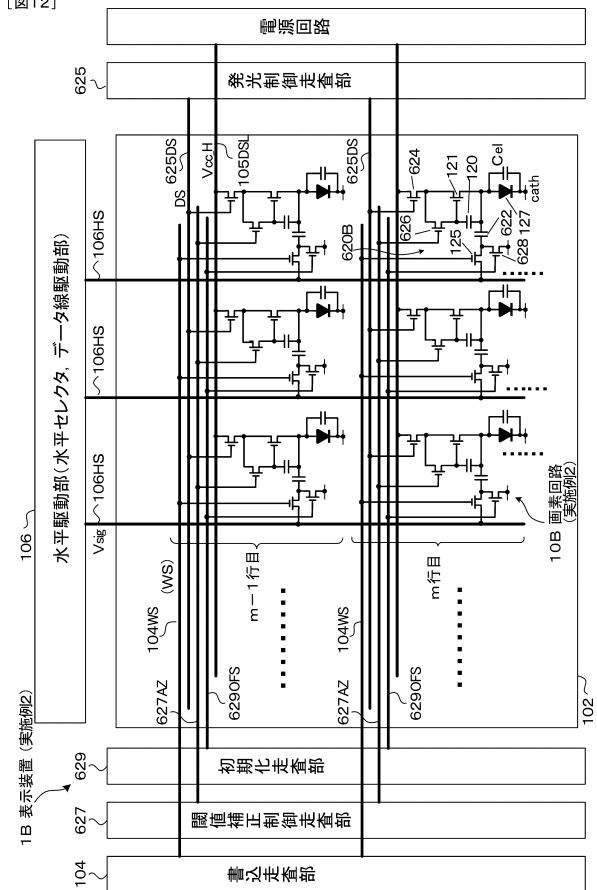 [図12]
1B 表示装置(実施例2)
106
水平駆動部(水平セレクタ, データ線駆動部)
104
書込走査部
627
閾値補正制御走査部
629
初期化走査部
625
発光制御走査部
電源回路
Vsig
106HS
106HS
106HS
(WS)
104WS
627AZ
629OFS
m−1行目
DS
625DS
VccH
105DSL
104WS
627AZ
629OFS
m行目
625DS
624
626
121
620B
120
125
Cel
622
127
cath
628
10B 画素回路
(実施例2)
102